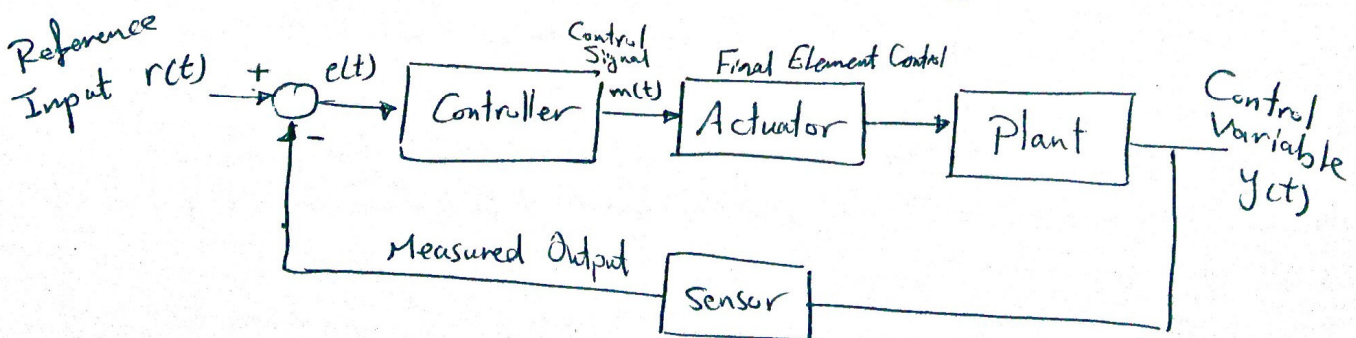 Reference
Input r(t)
+
e(t)
Controller
Control
Signal
m(t)
Final Element Control
Actuator
Plant
Control
Variable
y(t)
-
Measured Output
Sensor